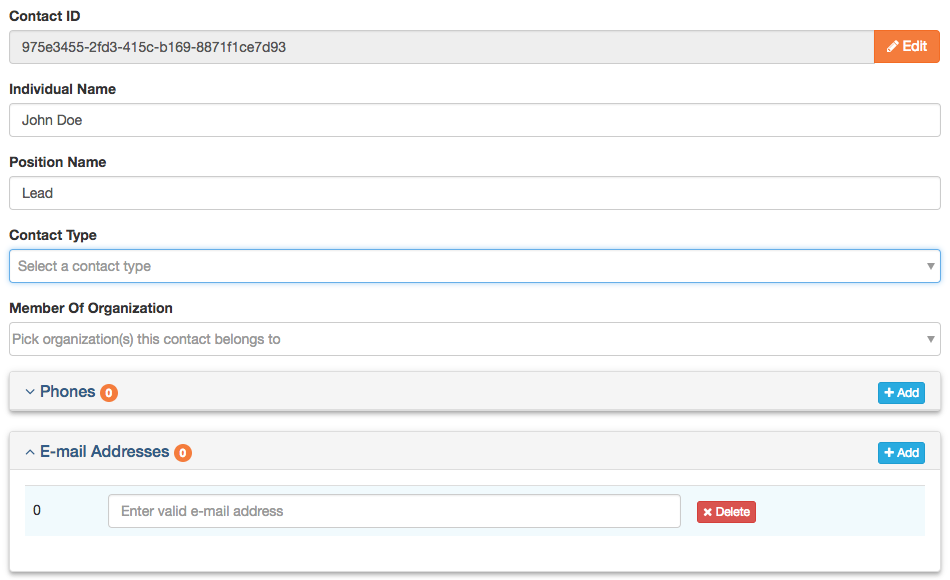 Contact ID
975e3455-2fd3-415c-b169-8871f1ce7d93 Edit
Individual Name
John Doe
Position Name
Lead
Contact Type
Select a contact type
Member Of Organization
Pick organization(s) this contact belongs to
Phones 0 + Add
E-mail Addresses 0 + Add
0 Enter valid e-mail address × Delete